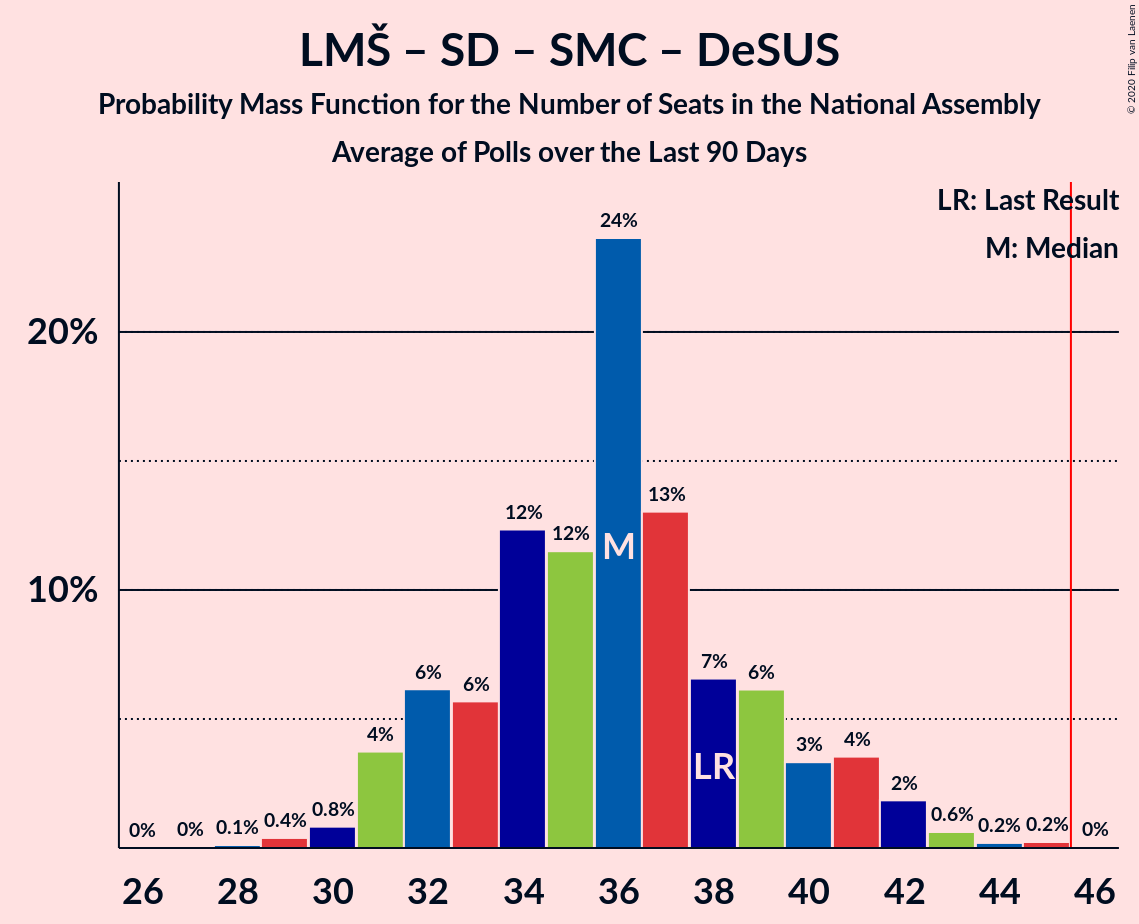 LMŠ – SD – SMC – DeSUS
Probability Mass Function for the Number of Seats in the National Assembly
Average of Polls over the Last 90 Days
© 2020 Filip van Laenen
LR: Last Result
M: Median
20%
10%
0%
0%
0.1%
0.4%
0.8%
4%
6%
6%
12%
12%
24%
13%
7%
6%
3%
4%
2%
0.6%
0.2%
0.2%
0%
M
LR
26 28 30 32 34 36 38 40 42 44 46